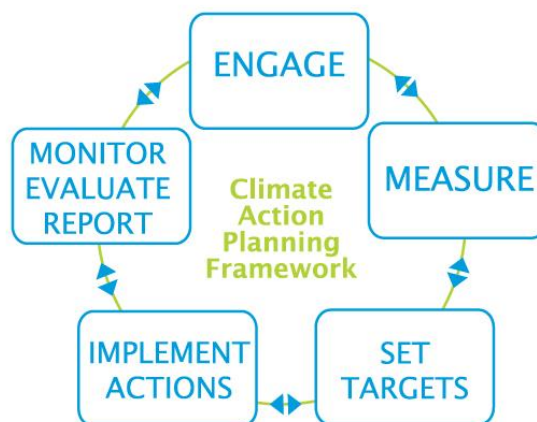 ENGAGE
MEASURE
SET
TARGETS
IMPLEMENT
ACTIONS
MONITOR
EVALUATE
REPORT
Climate
Action
Planning
Framework